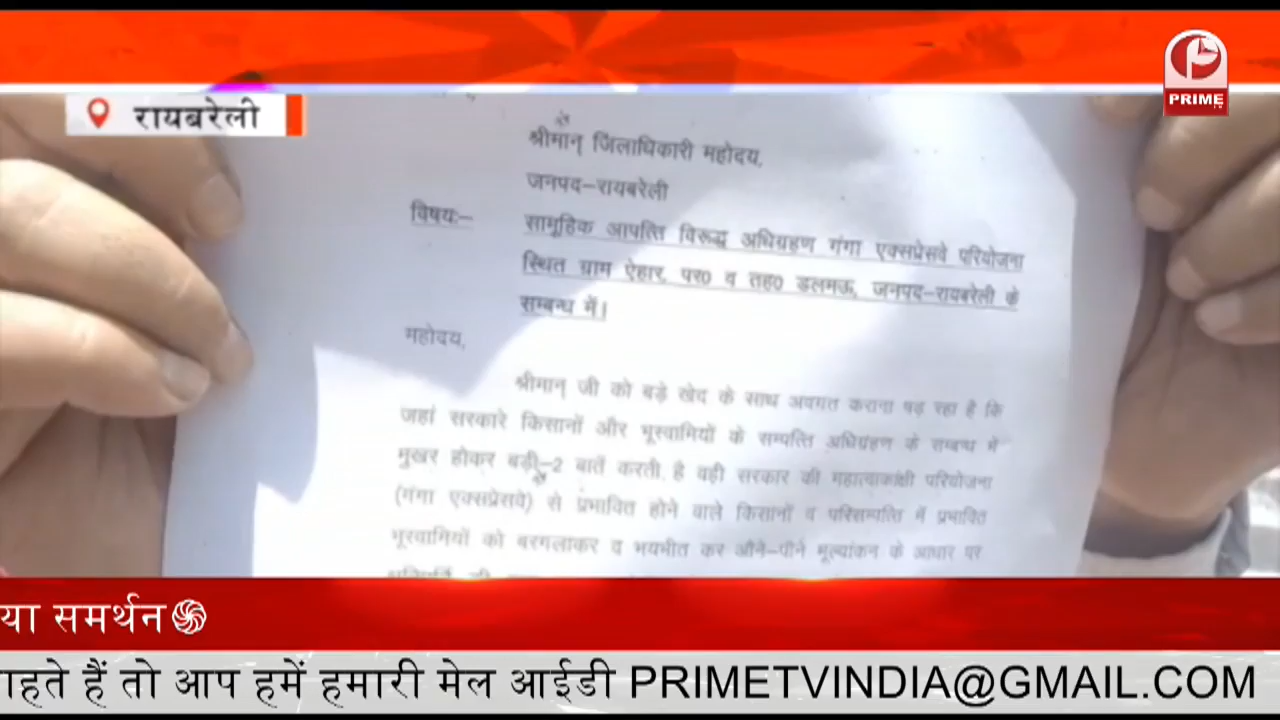 रायबरेली
PRIME
TV
श्रीमान् जिलाधिकारी महोदय,
जनपद–रायबरेली
विषयः– सामूहिक आपत्ति विरूद्ध अधिग्रहण गंगा एक्सप्रेसवे परियोजना
स्थित ग्राम ऐहार, पर0 व तह0 डलमऊ, जनपद–रायबरेली के
सम्बन्ध में।
महोदय,
श्रीमान् जी को बड़े खेद के साथ अवगत कराना पड़ रहा है कि
जहां सरकारे किसानों और भूस्वामियों के सम्पत्ति अधिग्रहण के सम्बन्ध में
मुखर होकर बड़ी–2 बातें करती है वही सरकार की महात्वाकांक्षी परियोजना
(गंगा एक्सप्रेसवे) से प्रभावित होने वाले किसानों व परिसम्पत्ति में प्रभावित
भूस्वामियों को बरगलाकर व भयभीत कर औने–पौने मूल्यांकन के आधार पर
या समर्थन
ाहते हैं तो आप हमें हमारी मेल आईडी PRIMETVINDIA@GMAIL.COM